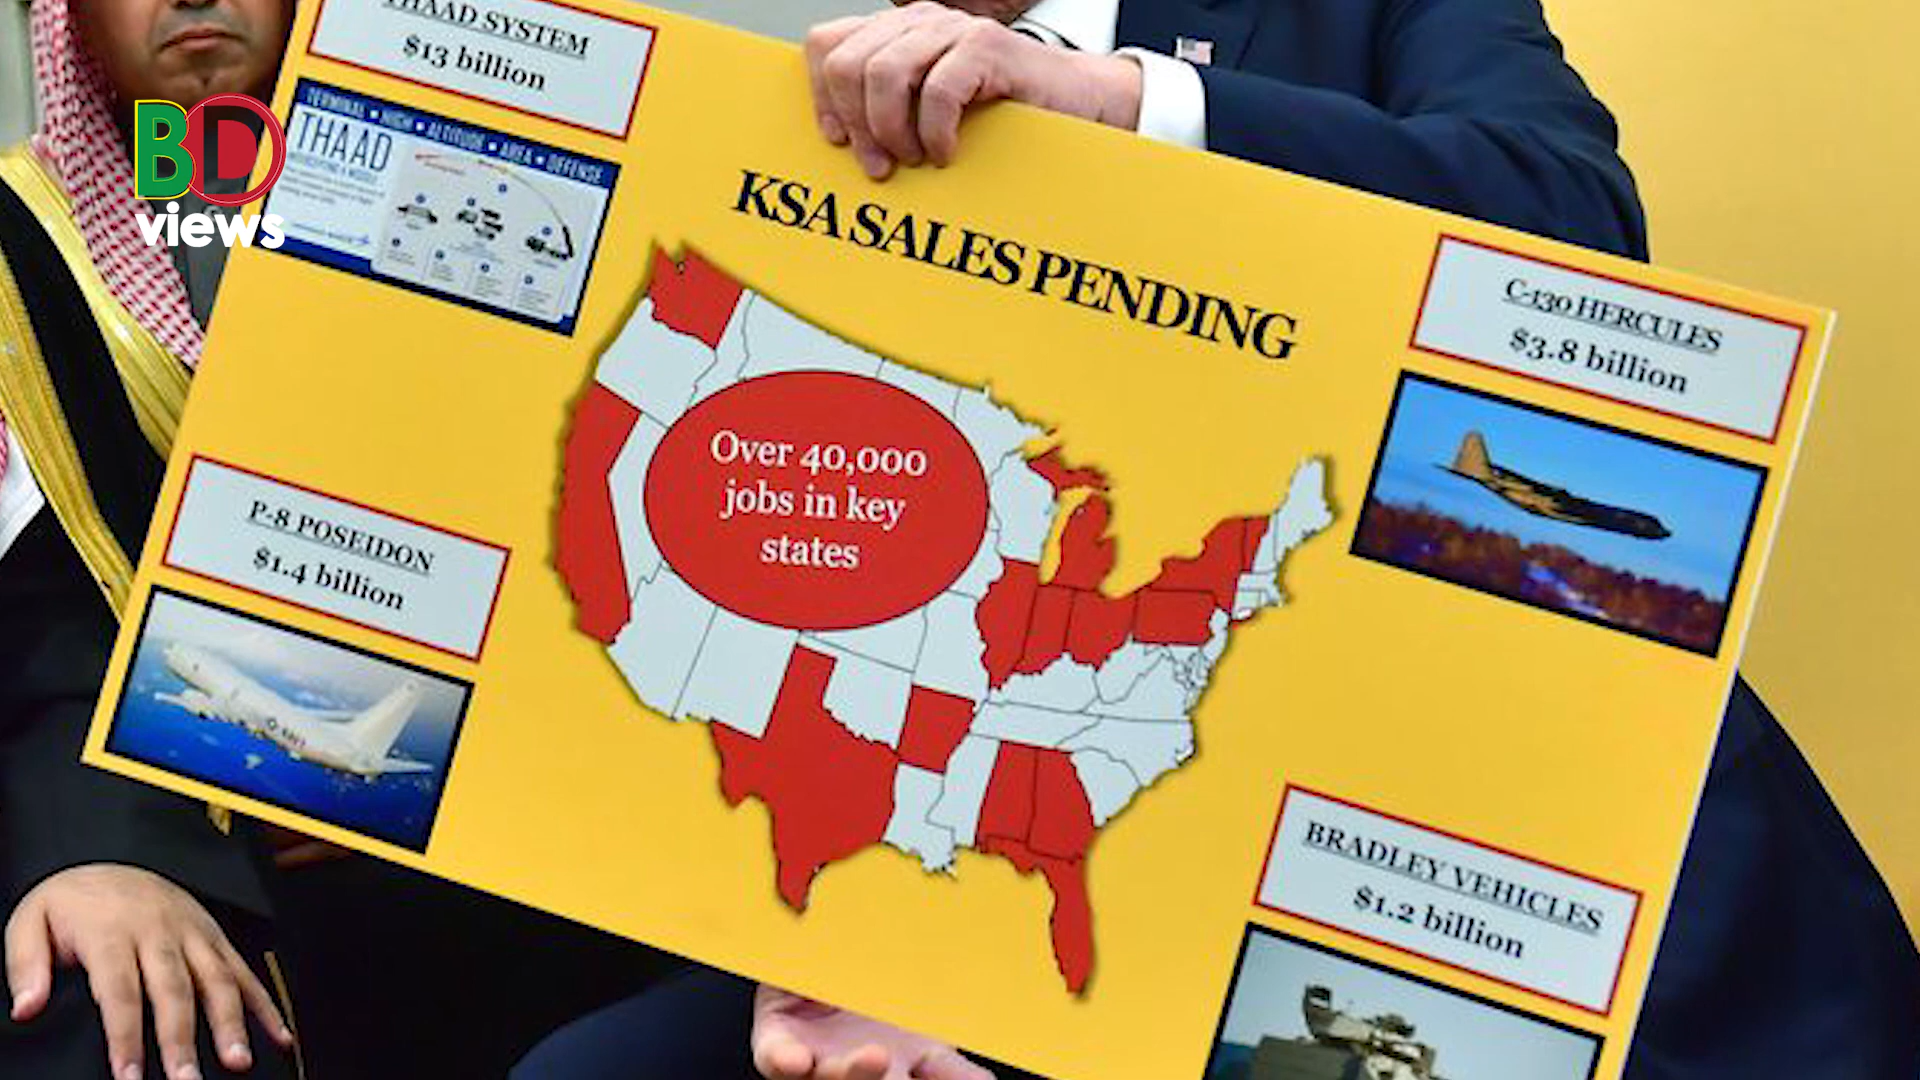 THAAD SYSTEM
$13 billion
TERMINAL • HIGH • ALTITUDE • AREA • DEFENSE
THAAD
BD
views
KSA SALES PENDING
C-130 HERCULES
$3.8 billion
Over 40,000
jobs in key
states
P-8 POSEIDON
$1.4 billion
BRADLEY VEHICLES
$1.2 billion